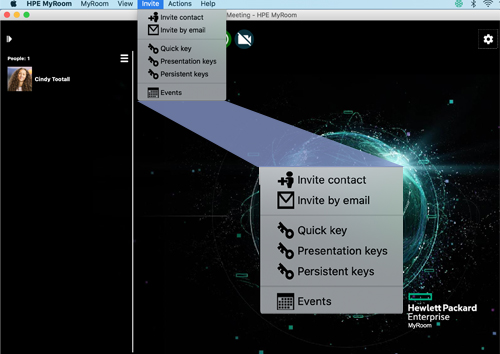 HPE MyRoom MyRoom View Invite Actions Help
Meeting - HPE MyRoom
Invite contact
Invite by email
Quick key
Presentation keys
Persistent keys
Events
People: 1
Cindy Tootall
Invite contact
Invite by email
Quick key
Presentation keys
Persistent keys
Events
Hewlett Packard
Enterprise
MyRoom